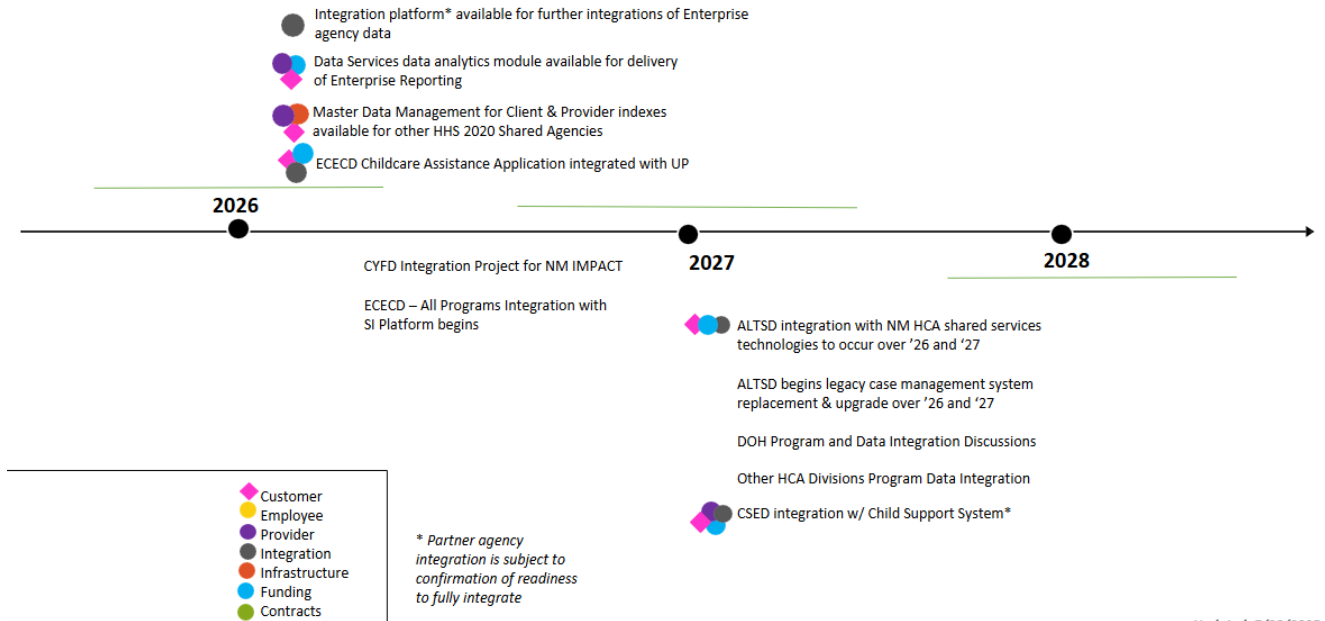 Integration platform* available for further integrations of Enterprise
agency data
Data Services data analytics module available for delivery
of Enterprise Reporting
Master Data Management for Client & Provider indexes
available for other HHS 2020 Shared Agencies
ECECD Childcare Assistance Application integrated with UP
2026
2027
2028
CYFD Integration Project for NM IMPACT
ECECD – All Programs Integration with
SI Platform begins
ALTSD integration with NM HCA shared services
technologies to occur over ’26 and ‘27
ALTSD begins legacy case management system
replacement & upgrade over ’26 and ‘27
DOH Program and Data Integration Discussions
Other HCA Divisions Program Data Integration
CSED integration w/ Child Support System*
Customer
Employee
Provider
Integration
Infrastructure
Funding
Contracts
* Partner agency
integration is subject to
confirmation of readiness
to fully integrate